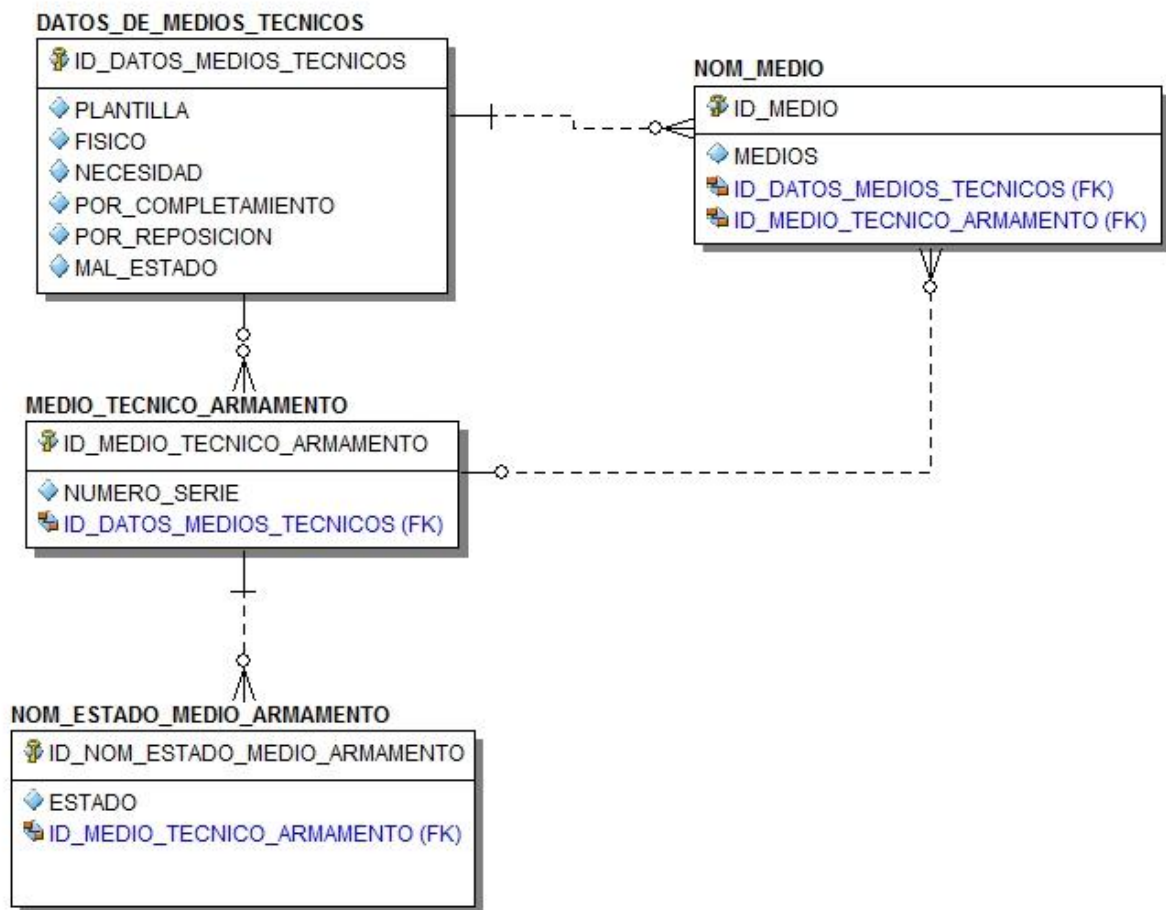 DATOS_DE_MEDIOS_TECNICOS
ID_DATOS_MEDIOS_TECNICOS
PLANTILLA
FISICO
NECESIDAD
POR_COMPLETAMIENTO
POR_REPOSICION
MAL_ESTADO
NOM_MEDIO
ID_MEDIO
MEDIOS
ID_DATOS_MEDIOS_TECNICOS (FK)
ID_MEDIO_TECNICO_ARMAMENTO (FK)
MEDIO_TECNICO_ARMAMENTO
ID_MEDIO_TECNICO_ARMAMENTO
NUMERO_SERIE
ID_DATOS_MEDIOS_TECNICOS (FK)
NOM_ESTADO_MEDIO_ARMAMENTO
ID_NOM_ESTADO_MEDIO_ARMAMENTO
ESTADO
ID_MEDIO_TECNICO_ARMAMENTO (FK)